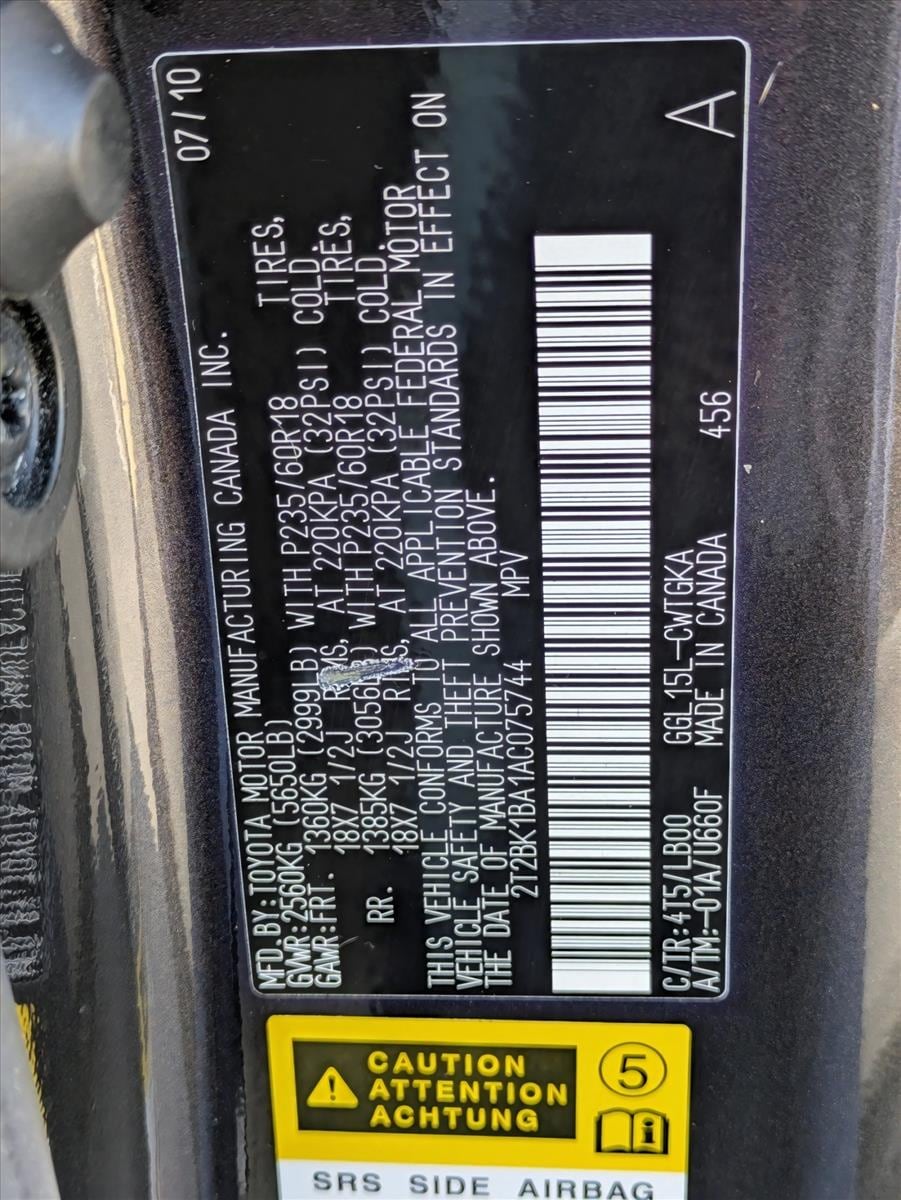 MFD.BY:TOYOTA MOTOR MANUFACTURING CANADA INC. 07/10
GVWR:2560KG (5650LB)
GAWR:FRT. 1360KG (2999LB) WITH P235/60R18 TIRES,
18X7 1/2J RIMS, AT 220KPA (32PSI) COLD.
RR. 1385KG (3056LB) WITH P235/60R18 TIRES,
18X7 1/2J RIMS, AT 220KPA (32PSI) COLD.
THIS VEHICLE CONFORMS TO ALL APPLICABLE FEDERAL MOTOR
VEHICLE SAFETY AND THEFT PREVENTION STANDARDS IN EFFECT ON
THE DATE OF MANUFACTURE SHOWN ABOVE.
2T2BK1BA1AC075744 MPV
C/TR:4T5/LB00 GGL15L-CWTGKA 456 A
A/TM:-01A/U660F MADE IN CANADA
CAUTION
ATTENTION
ACHTUNG
5
SRS SIDE AIRBAG